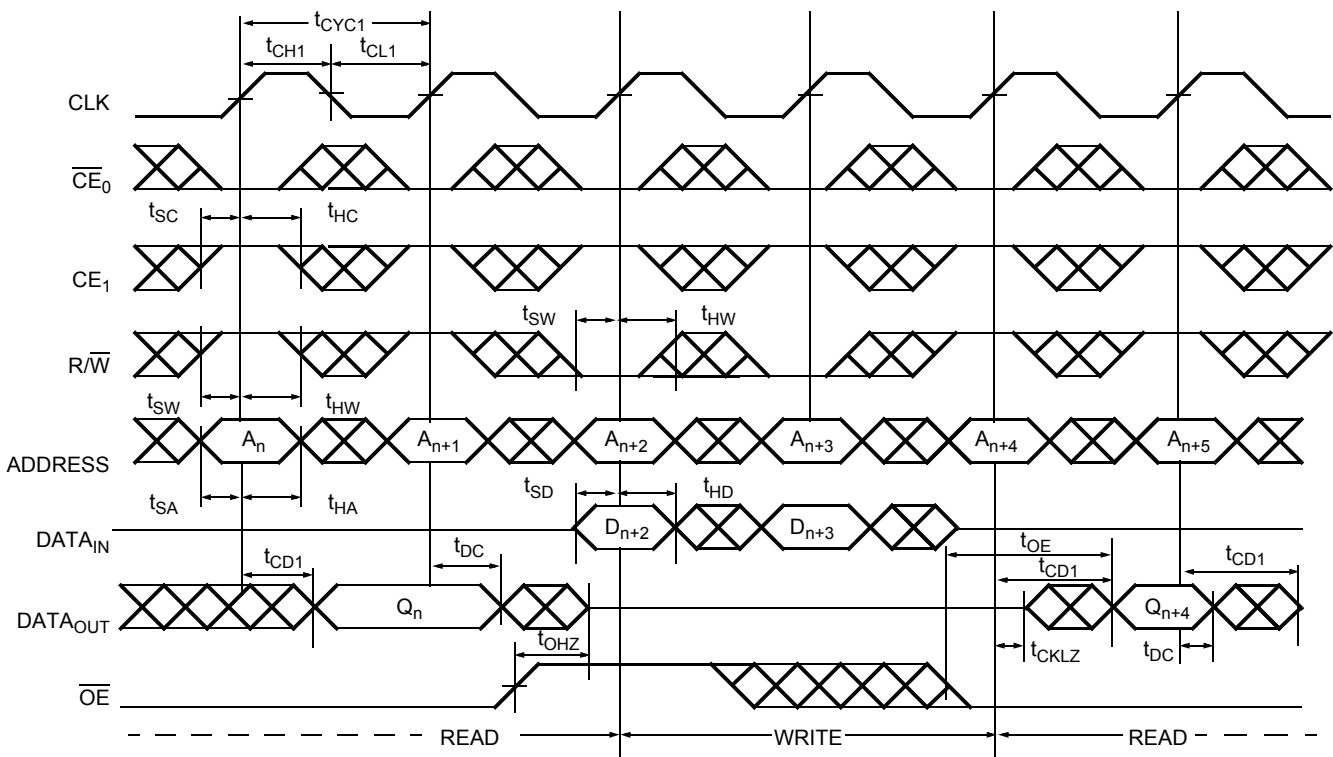 tCYC1
tCH1 tCL1
CLK
CE0
tSC tHC
CE1
tSW tHW
R/W
tSW tHW
An An+1 An+2 An+3 An+4 An+5
ADDRESS
tSA tHA tSD tHD
Dn+2 Dn+3
DATAIN
tOE
tCD1 tDC tCD1 tCD1
Qn Qn+4
DATAOUT
tOHZ tCKLZ tDC
OE
READ WRITE READ